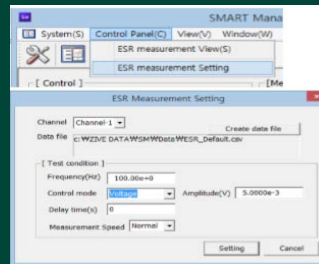 SMART Mana
System(S) Control Panel(C) View(V) Window(W)
ESR measurement View(S)
ESR measurement Setting
[ Control ] [Me
ESR Measurement Setting
Channel Channel-1 Create data file
Data file c:₩ZIVE DATA₩SM₩Data₩ESR_Default.csv
[ Test condition ]
Frequency(Hz) 100.00e+0
Control mode Voltage Amplitude(V) 5.0000e-3
Delay time(s) 0
Measurement Speed Normal
Setting Cancel